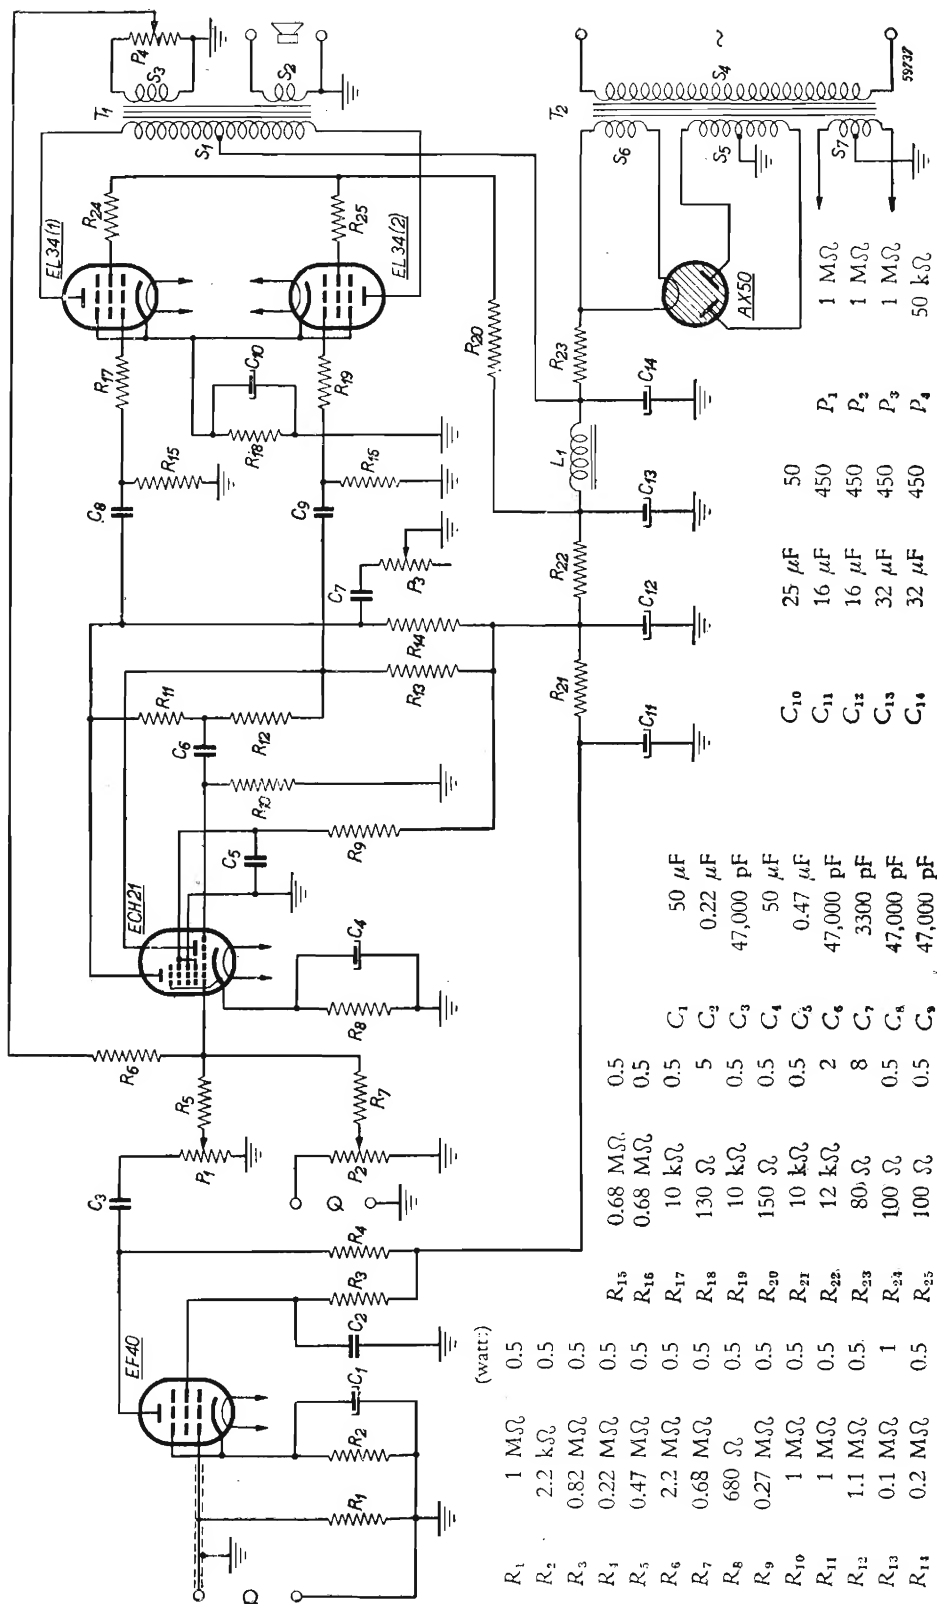 EF40
ECH21
EL34(1)
EL34(2)
AX50
R1
R2
C1
C2
R3
R4
C3
P1
P2
R5
R6
R7
R8
C4
C5
R9
R10
C6
R11
R12
R13
R14
C7
P3
C8
C9
R15
R15
R17
R18
C10
R19
R20
R24
R25
T1
S1
S2
S3
P4
R21
R22
R23
C11
C12
C13
C14
L1
T2
S4
S5
S6
S7
~
59737
(watt:)
R1 1 MΩ 0.5
R2 2.2 kΩ 0.5
R3 0.82 MΩ 0.5
R4 0.22 MΩ 0.5
R5 0.47 MΩ 0.5
R6 2.2 MΩ 0.5
R7 0.68 MΩ 0.5
R8 680 Ω 0.5
R9 0.27 MΩ 0.5
R10 1 MΩ 0.5
R11 1 MΩ 0.5
R12 1.1 MΩ 0.5
R13 0.1 MΩ 1
R14 0.2 MΩ 0.5
R15 0.68 MΩ 0.5
R16 0.68 MΩ 0.5
R17 10 kΩ 0.5
R18 130 Ω 5
R19 10 kΩ 0.5
R20 150 Ω 0.5
R21 10 kΩ 0.5
R22 12 kΩ 2
R23 80 Ω 8
R24 100 Ω 0.5
R25 100 Ω 0.5
C1 50 µF
C2 0.22 µF
C3 47,000 pF
C4 50 µF
C5 0.47 µF
C6 47,000 pF
C7 3300 pF
C8 47,000 pF
C9 47,000 pF
C10 25 µF 50
C11 16 µF 450
C12 16 µF 450
C13 32 µF 450
C14 32 µF 450
P1 1 MΩ
P2 1 MΩ
P3 1 MΩ
P4 50 kΩ